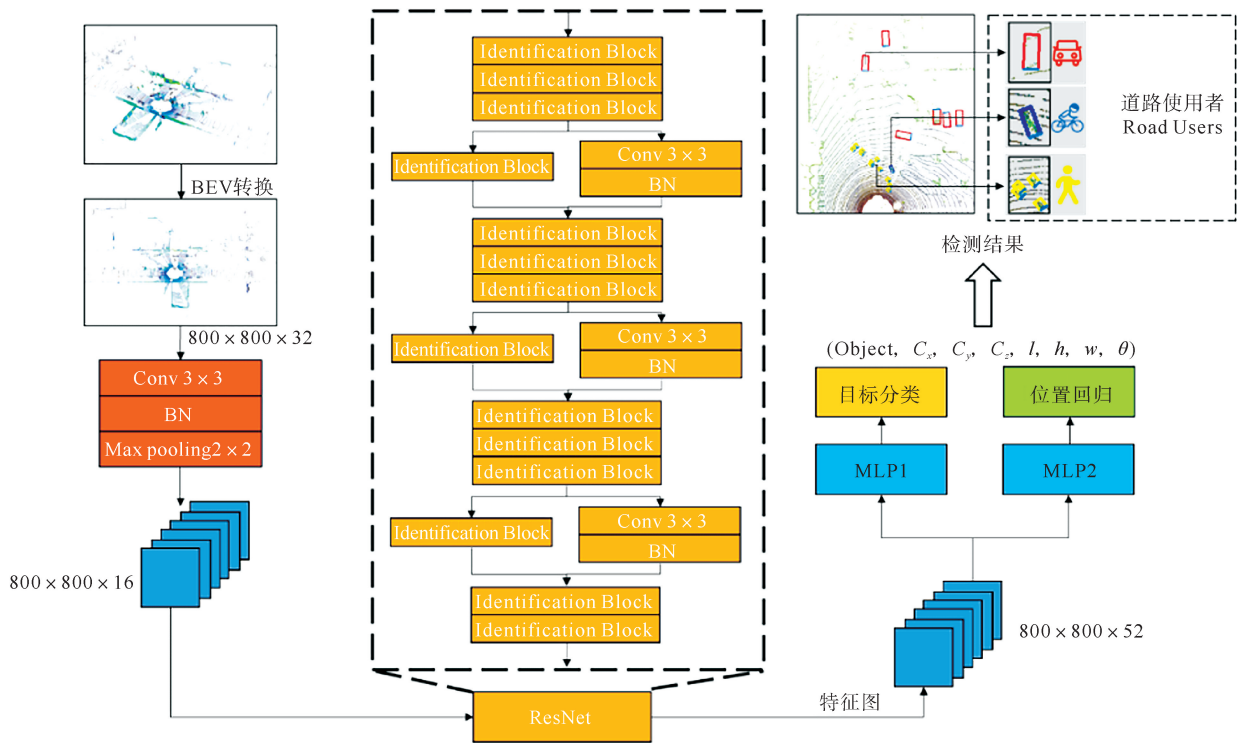 BEV转换
800 × 800 × 32
Conv 3 × 3
BN
Max pooling2 × 2
800 × 800 × 16
Identification Block
Identification Block
Identification Block
Identification Block
Conv 3 × 3
BN
Identification Block
Identification Block
Identification Block
Identification Block
Conv 3 × 3
BN
Identification Block
Identification Block
Identification Block
Identification Block
Conv 3 × 3
BN
Identification Block
Identification Block
ResNet
特征图
800 × 800 × 52
MLP1
MLP2
目标分类
位置回归
(Object, Cx, Cy, Cz, l, h, w, θ)
检测结果
道路使用者
Road Users